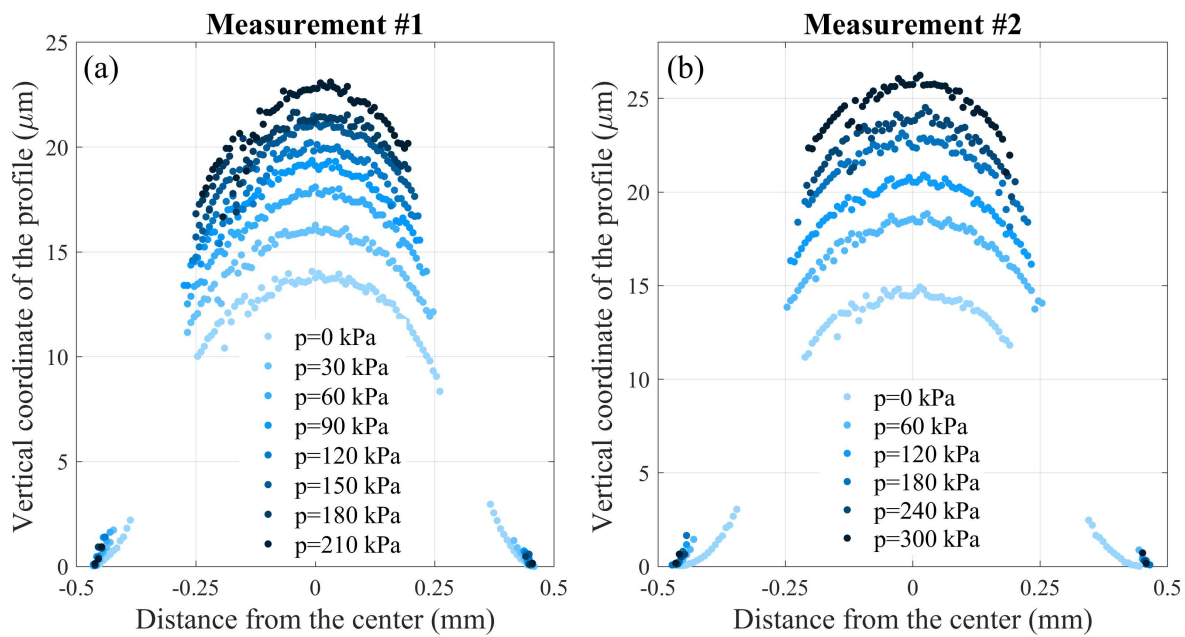 Measurement #1
(a)
Vertical coordinate of the profile (μm)
25
20
15
10
5
0
p=0 kPa
p=30 kPa
p=60 kPa
p=90 kPa
p=120 kPa
p=150 kPa
p=180 kPa
p=210 kPa
-0.5
-0.25
0
0.25
0.5
Distance from the center (mm)
Measurement #2
(b)
Vertical coordinate of the profile (μm)
25
20
15
10
5
0
p=0 kPa
p=60 kPa
p=120 kPa
p=180 kPa
p=240 kPa
p=300 kPa
-0.5
-0.25
0
0.25
0.5
Distance from the center (mm)